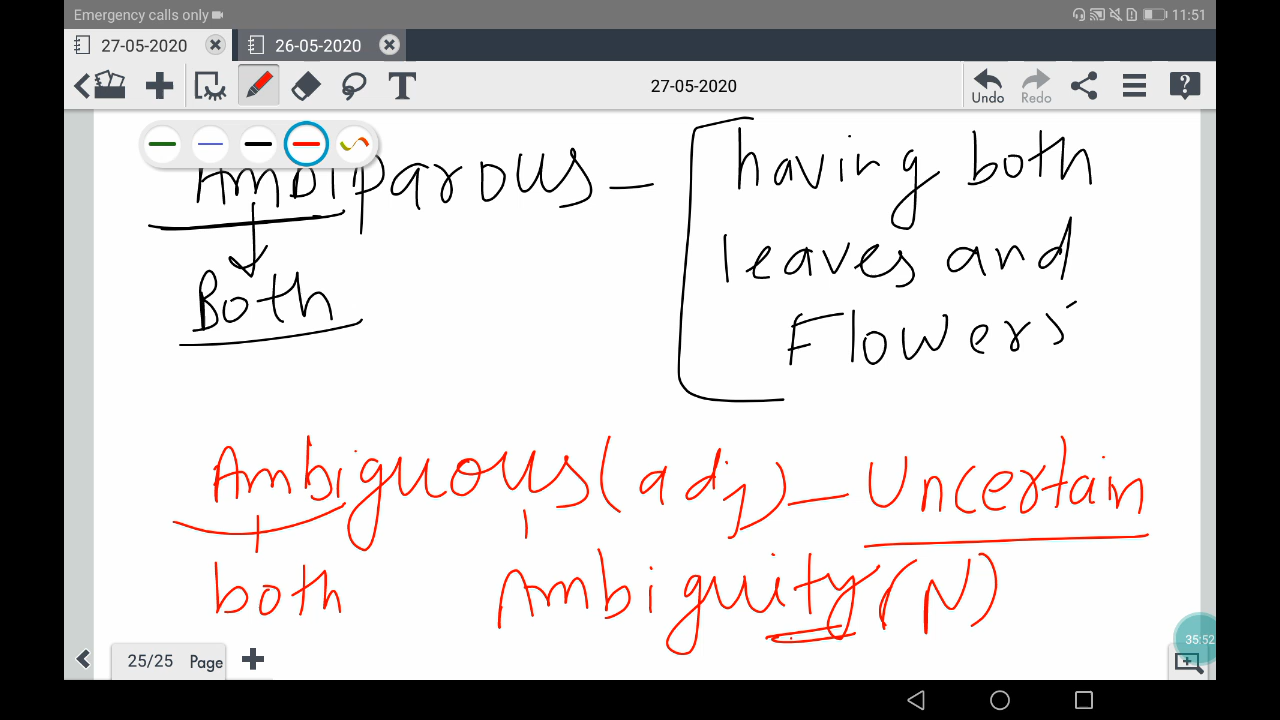 Emergency calls only
11:51
27-05-2020
26-05-2020
T
27-05-2020
Undo
Redo
Ambiparous - having both
leaves and
Flowers
Both
Ambiguous (adj) - Uncertain
both
Ambiguity (N)
35:52
25/25 Page